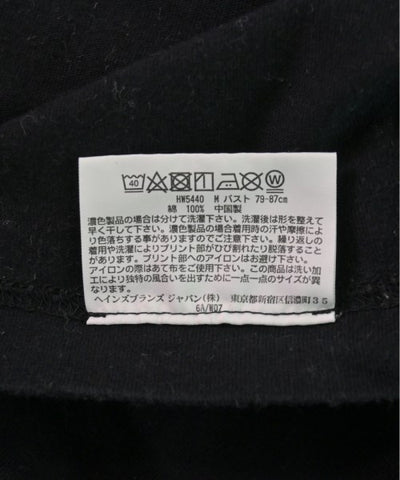 40
HW5440 M バスト 79-87cm
綿 100% 中国製
濃色製品の場合は分けて洗濯下さい。洗濯後は形を整えて
早く干して下さい。濃色製品の場合着用時の汗や摩擦によ
り色落ちする事がありますのでご注意下さい。繰り返しの
着用や洗濯によりプリント部がひび割れたり脱落する事が
あります。プリント部へのアイロンはお避け下さい。
アイロンの際はあて布をご使用下さい。この商品は洗い加
工により独特の風合いを出すために一点一点のサイズが異
なります。
ヘインズブランズ ジャパン(株) 東京都新宿区信濃町35
6A/W07